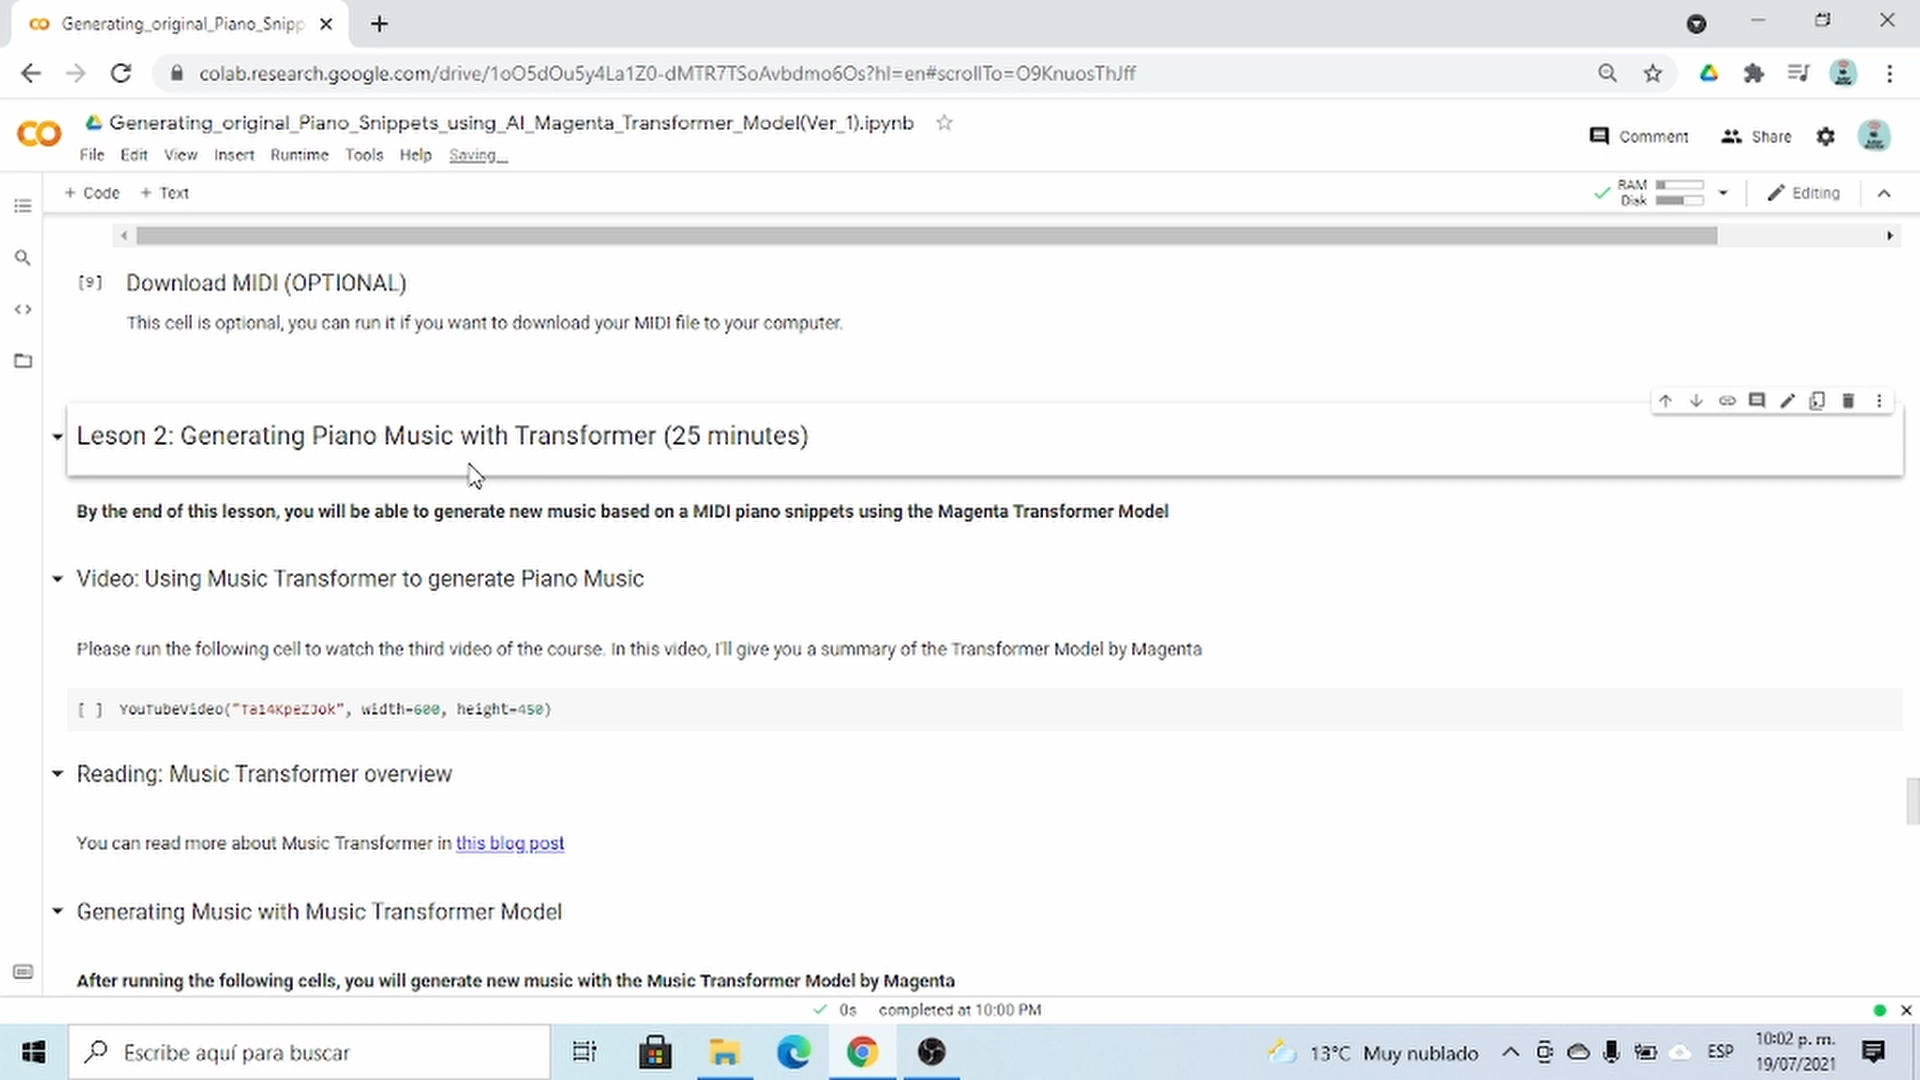 Generating_original_Piano_Snipp
colab.research.google.com/drive/1oO5dOu5y4La1Z0-dMTR7TSoAvbdmo6Os?hl=en#scrollTo=O9KnuosThJff
Generating_original_Piano_Snippets_using_AI_Magenta_Transformer_Model(Ver_1).ipynb
Comment
Share
File Edit View Insert Runtime Tools Help Saving...
+ Code + Text
RAM
Disk
Editing
[9] Download MIDI (OPTIONAL)
This cell is optional, you can run it if you want to download your MIDI file to your computer.
Leson 2: Generating Piano Music with Transformer (25 minutes)
By the end of this lesson, you will be able to generate new music based on a MIDI piano snippets using the Magenta Transformer Model
Video: Using Music Transformer to generate Piano Music
Please run the following cell to watch the third video of the course. In this video, I'll give you a summary of the Transformer Model by Magenta
[ ] YouTubeVideo("Ta14KpeZJok", width=600, height=450)
Reading: Music Transformer overview
You can read more about Music Transformer in this blog post
Generating Music with Music Transformer Model
After running the following cells, you will generate new music with the Music Transformer Model by Magenta
0s completed at 10:00 PM
Escribe aquí para buscar
13°C Muy nublado
ESP
10:02 p. m.
19/07/2021